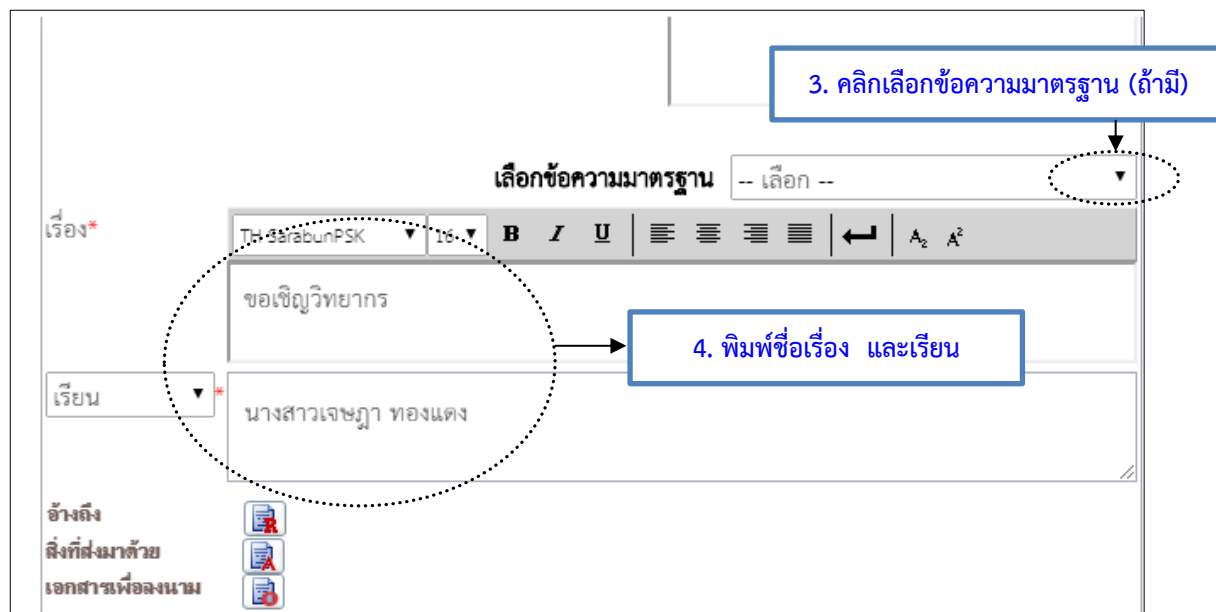 3. คลิกเลือกข้อความมาตรฐาน (ถ้ามี)
เลือกข้อความมาตรฐาน -- เลือก --
เรื่อง*
TH SarabunPSK 16 B I U A2 A2
ขอเชิญวิทยากร
4. พิมพ์ชื่อเรื่อง และเรียน
เรียน *
นางสาวเจษฎา ทองแดง
อ้างถึง R
สิ่งที่ส่งมาด้วย A
เอกสารเพื่อลงนาม O